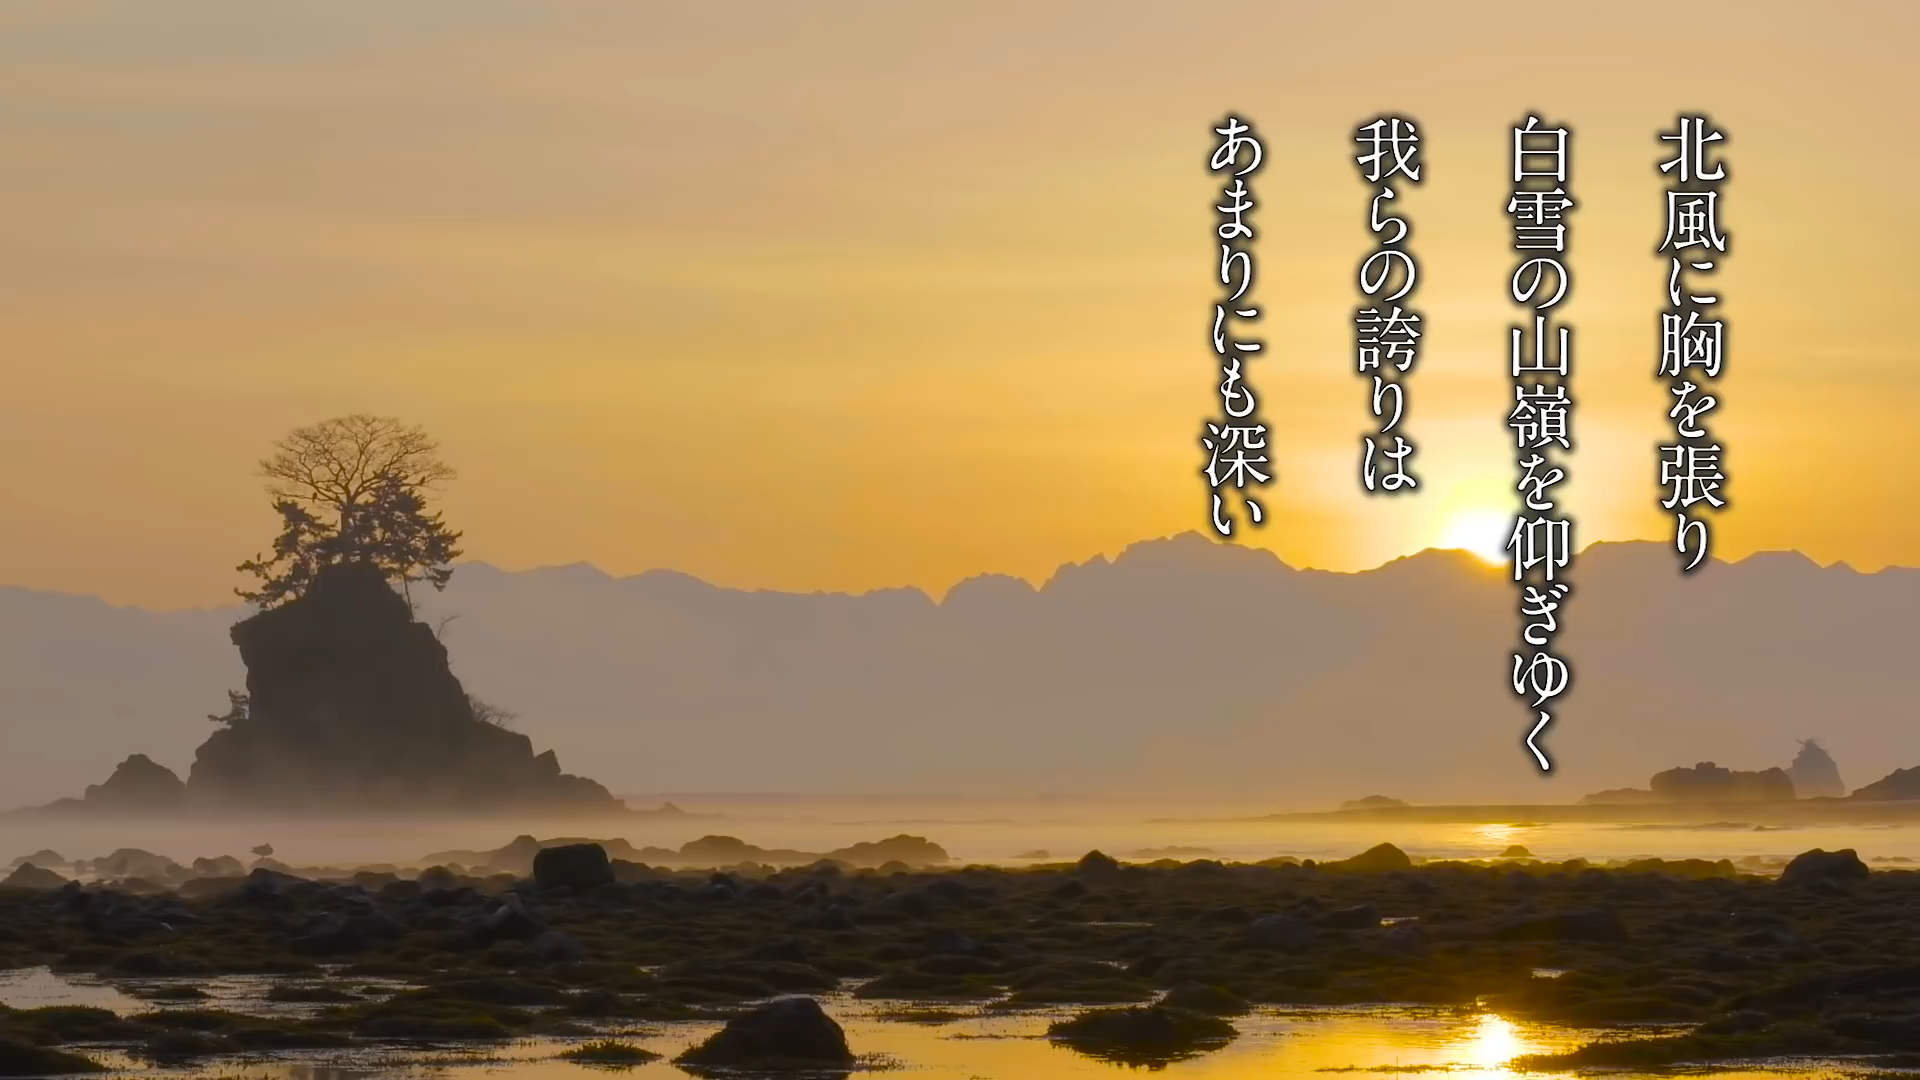 北風に胸を張り
白雪の山嶺を仰ぎゆく
我らの誇りは
あまりにも深い